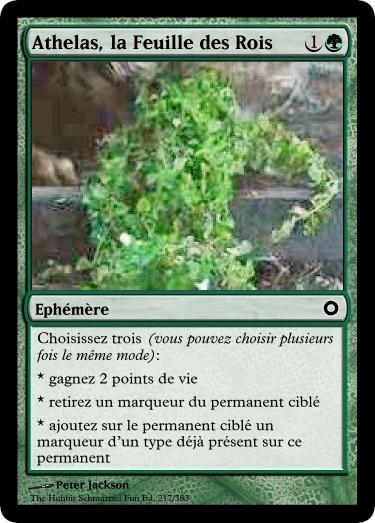 Athelas, la Feuille des Rois 1
Ephémère
Choisissez trois (vous pouvez choisir plusieurs
fois le même mode):
* gagnez 2 points de vie
* retirez un marqueur du permanent ciblé
* ajoutez sur le permanent ciblé un
marqueur d'un type déjà présent sur ce
permanent
Peter Jackson
The Hobbit Schmurtzel Fun Ed. 217/383